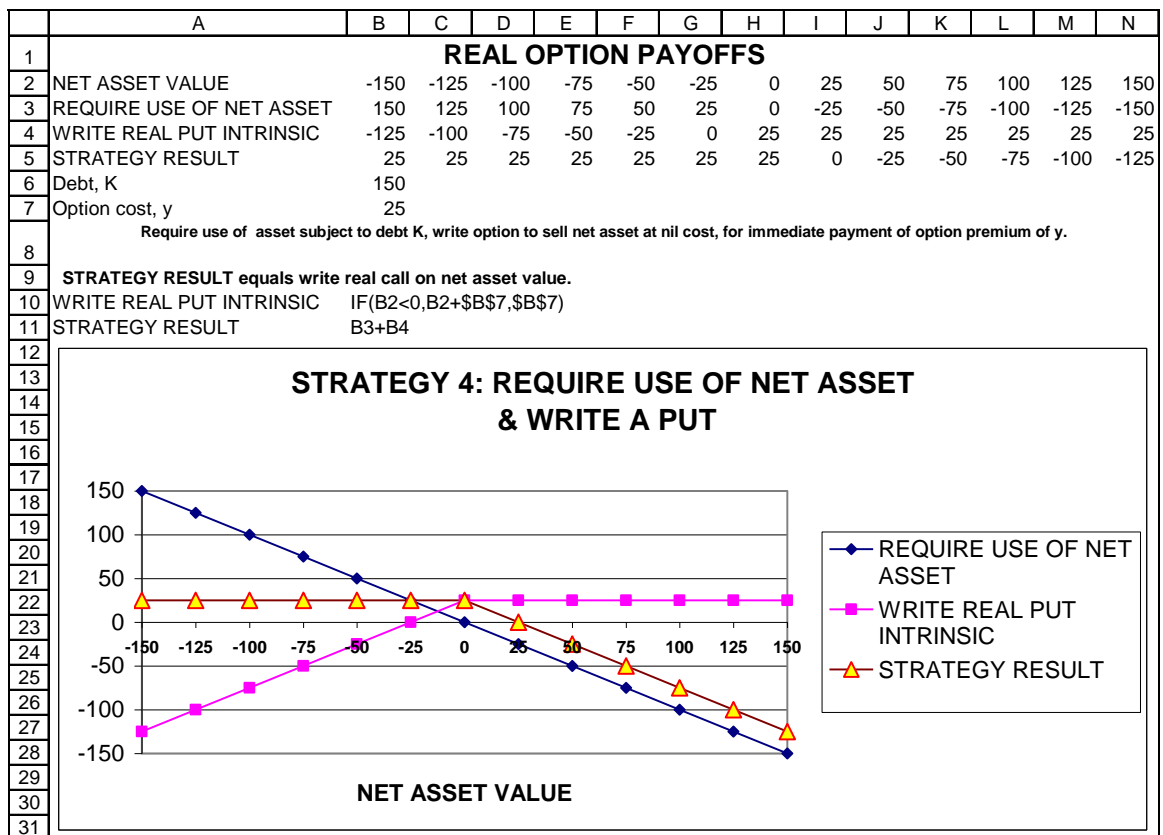 A B C D E F G H I J K L M N
1 REAL OPTION PAYOFFS
2 NET ASSET VALUE -150 -125 -100 -75 -50 -25 0 25 50 75 100 125 150
3 REQUIRE USE OF NET ASSET 150 125 100 75 50 25 0 -25 -50 -75 -100 -125 -150
4 WRITE REAL PUT INTRINSIC -125 -100 -75 -50 -25 0 25 25 25 25 25 25 25
5 STRATEGY RESULT 25 25 25 25 25 25 25 0 -25 -50 -75 -100 -125
6 Debt, K 150
7 Option cost, y 25
8 Require use of asset subject to debt K, write option to sell net asset at nil cost, for immediate payment of option premium of y.
9 STRATEGY RESULT equals write real call on net asset value.
10 WRITE REAL PUT INTRINSIC IF(B2<0,B2+$B$7,$B$7)
11 STRATEGY RESULT B3+B4
12
13
14
15
16
17
18
19
20
21
22
23
24
25
26
27
28
29
30
31
STRATEGY 4: REQUIRE USE OF NET ASSET
& WRITE A PUT
150
100
50
0
-50
-100
-150
-150 -125 -100 -75 -50 -25 0 25 50 75 100 125 150
NET ASSET VALUE
REQUIRE USE OF NET
ASSET
WRITE REAL PUT
INTRINSIC
STRATEGY RESULT